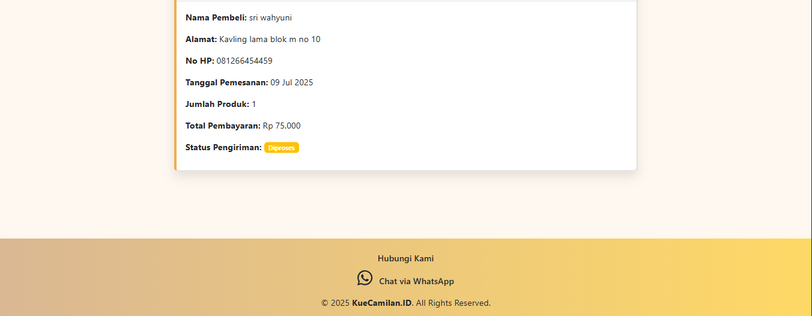 Nama Pembeli: sri wahyuni
Alamat: Kavling lama blok m no 10
No HP: 081266454459
Tanggal Pemesanan: 09 Jul 2025
Jumlah Produk: 1
Total Pembayaran: Rp 75.000
Status Pengiriman: Diproses
Hubungi Kami
Chat via WhatsApp
© 2025 KueCamilan.ID. All Rights Reserved.